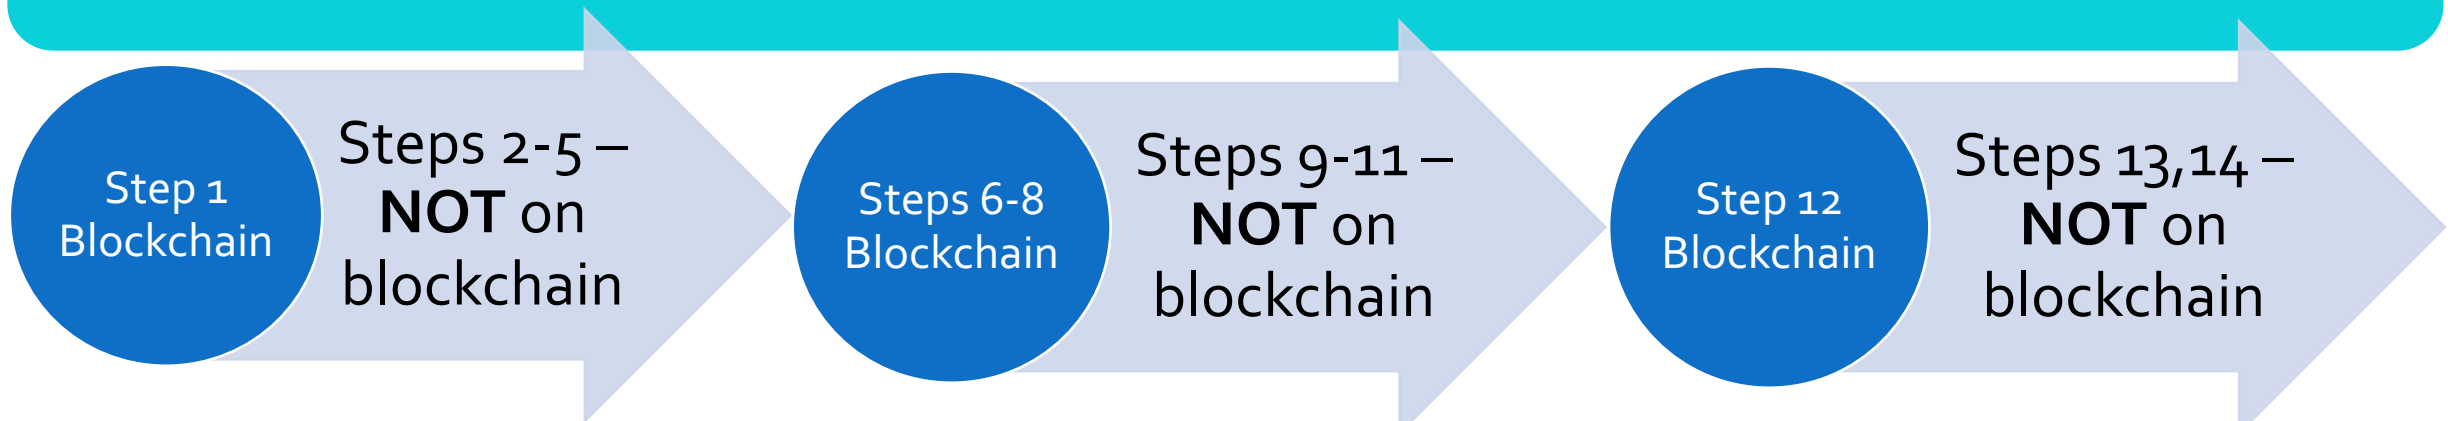 Step 1
Blockchain
Steps 2-5 –
NOT on
blockchain
Steps 6-8
Blockchain
Steps 9-11 –
NOT on
blockchain
Step 12
Blockchain
Steps 13,14 –
NOT on
blockchain